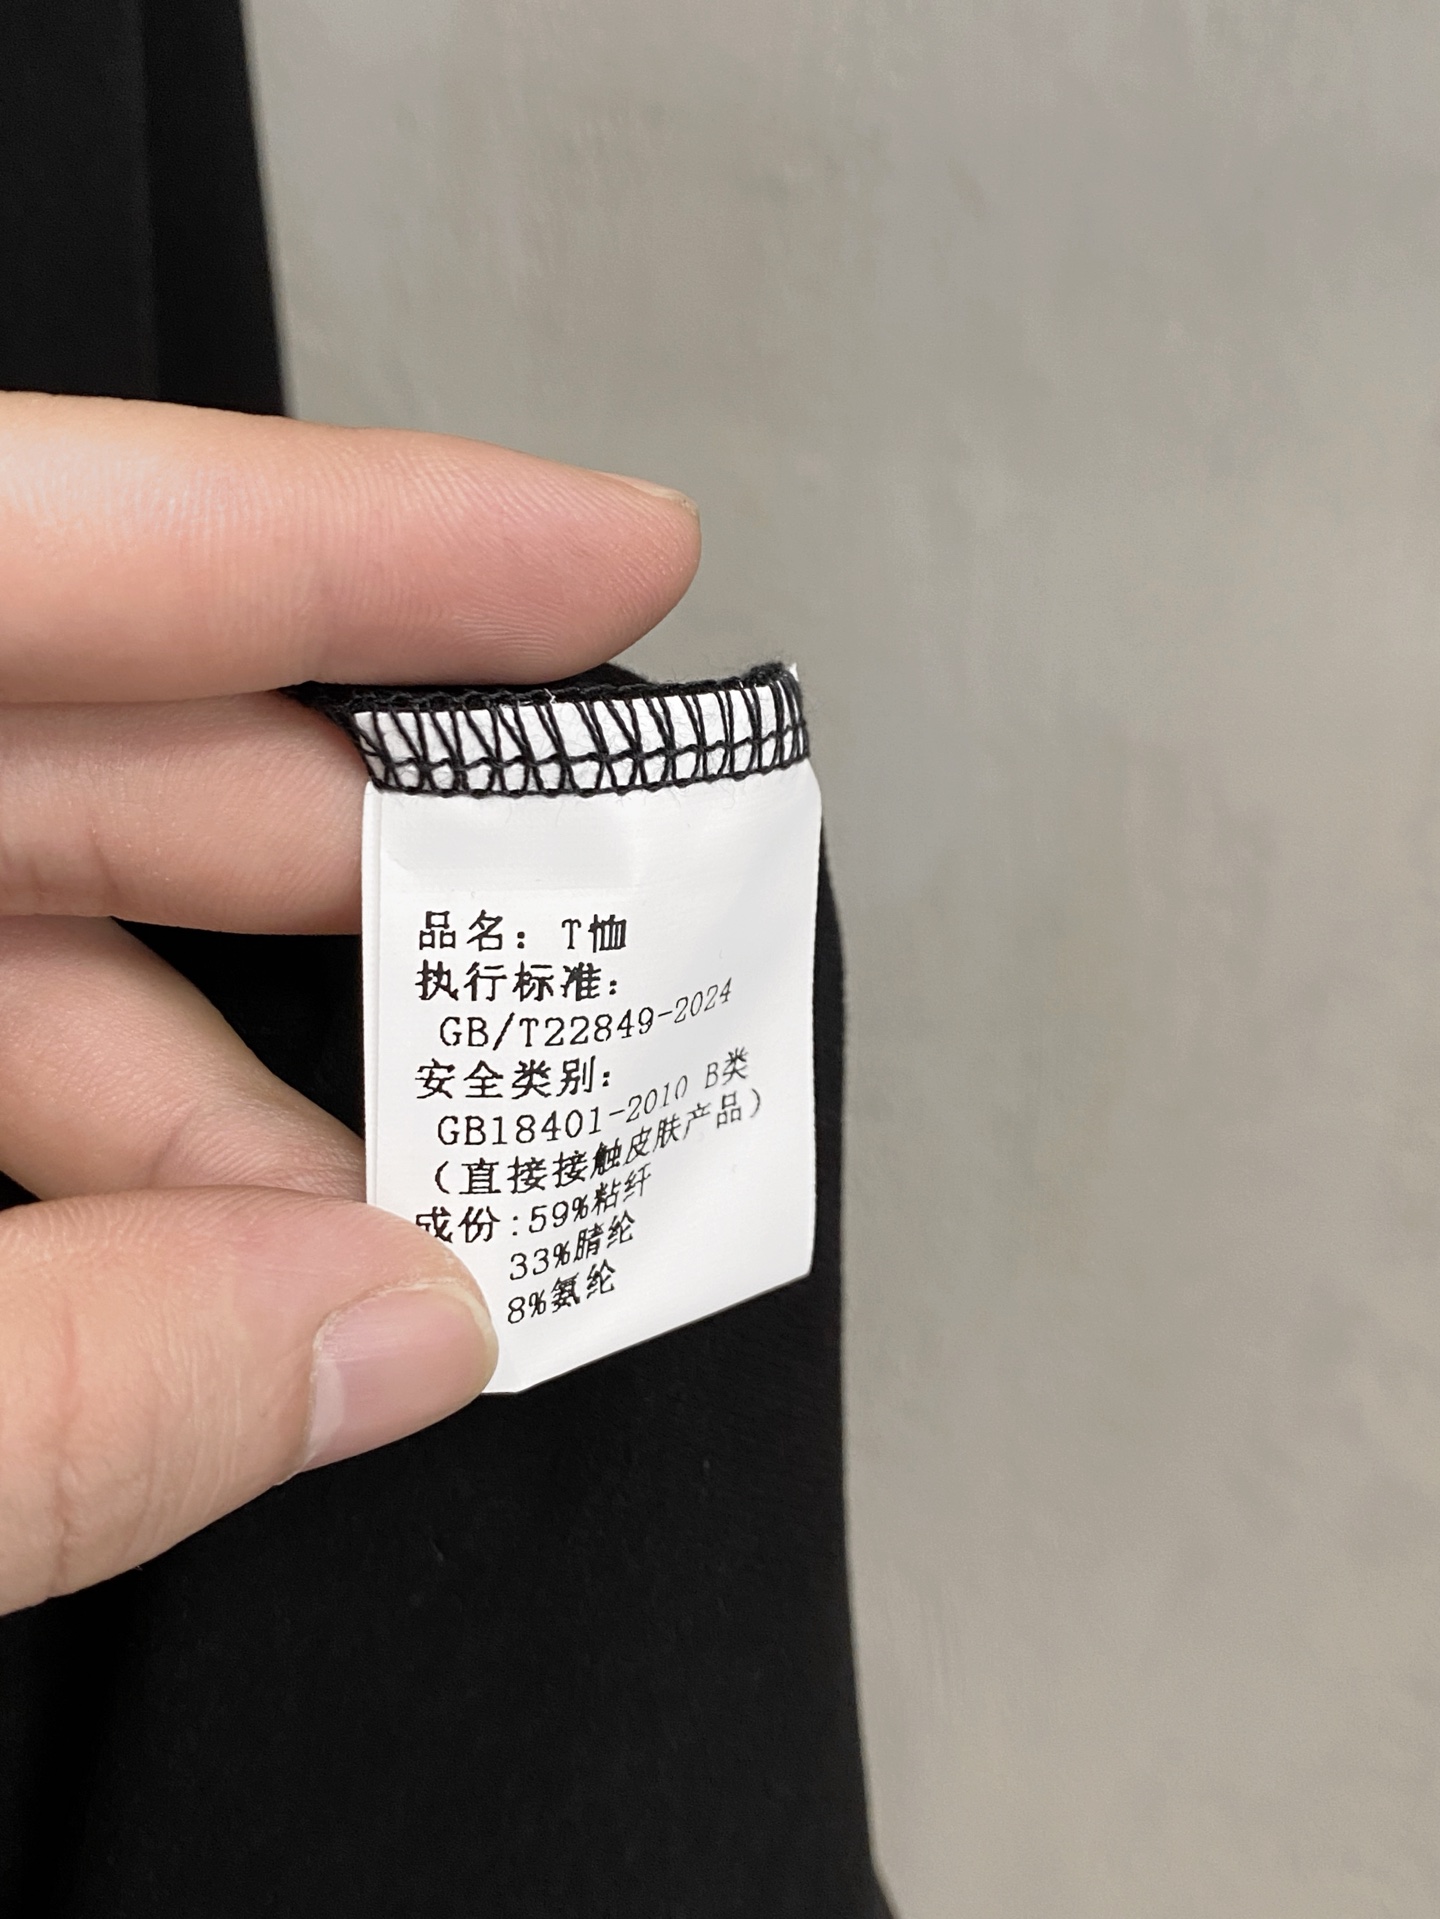 品名：T恤
执行标准：
GB/T22849-2024
安全类别：
GB18401-2010 B类
（直接接触皮肤产品）
成份:59%粘纤
33%腈纶
8%氨纶